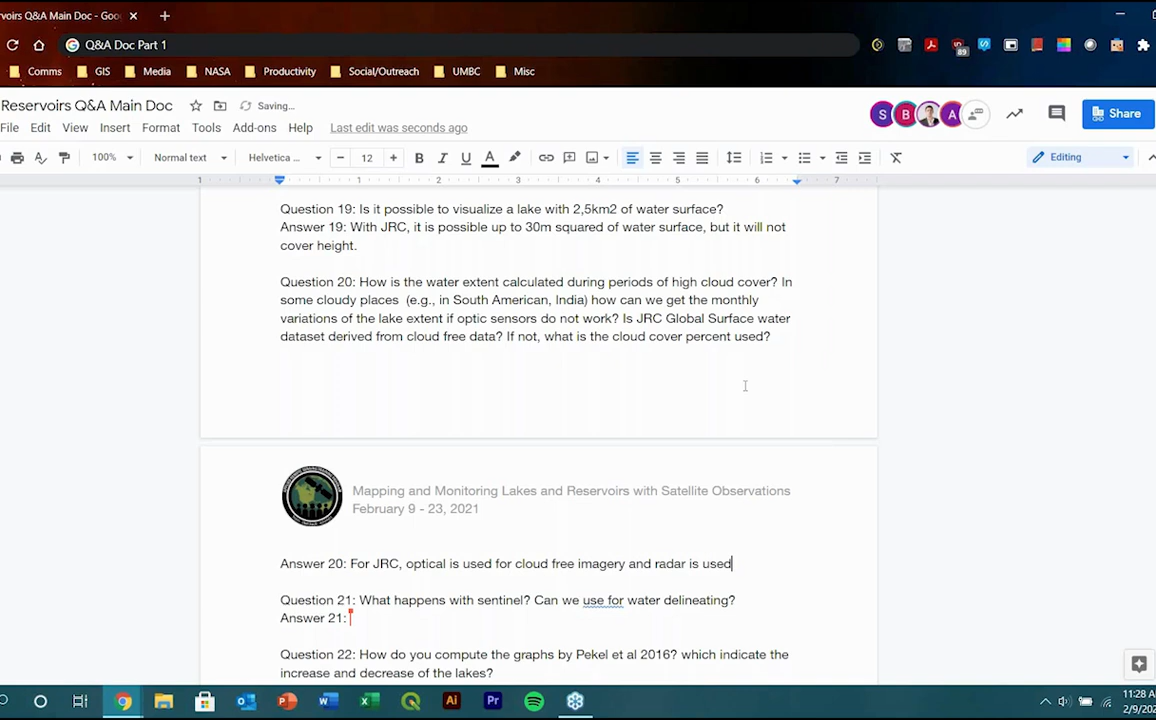 rvoirs Q&A Main Doc - Goo
Q&A Doc Part 1
Comms GIS Media NASA Productivity Social/Outreach UMBC Misc
89
Reservoirs Q&A Main Doc Saving...
File Edit View Insert Format Tools Add-ons Help Last edit was seconds ago
S B A Share
100% Normal text Helvetica ... 12 B I U A Editing
1 1 2 3 4 5 6 7
Question 19: Is it possible to visualize a lake with 2,5km2 of water surface?
Answer 19: With JRC, it is possible up to 30m squared of water surface, but it will not
cover height.
Question 20: How is the water extent calculated during periods of high cloud cover? In
some cloudy places (e.g., in South American, India) how can we get the monthly
variations of the lake extent if optic sensors do not work? Is JRC Global Surface water
dataset derived from cloud free data? If not, what is the cloud cover percent used?
Mapping and Monitoring Lakes and Reservoirs with Satellite Observations
February 9 - 23, 2021
Answer 20: For JRC, optical is used for cloud free imagery and radar is used
Question 21: What happens with sentinel? Can we use for water delineating?
Answer 21:
Question 22: How do you compute the graphs by Pekel et al 2016? which indicate the
increase and decrease of the lakes?
11:28 A
2/9/202